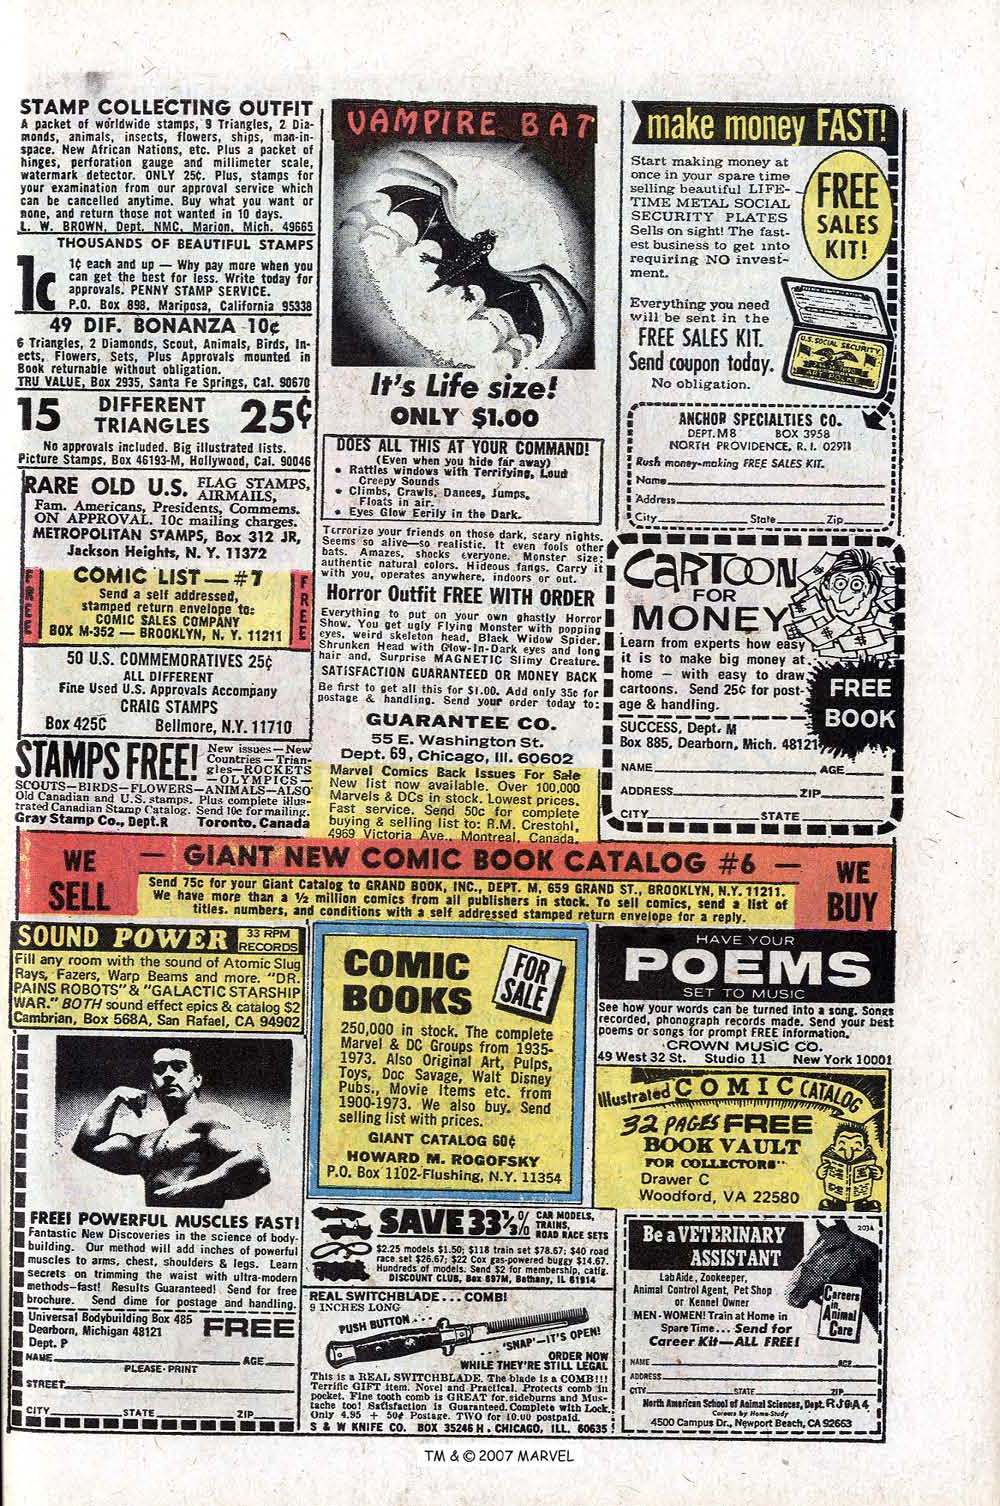 STAMP COLLECTING OUTFIT
A packet of worldwide stamps, 9 Triangles, 2 Dia-
monds, animals, insects, flowers, ships, man-in-
space. New African Nations, etc. Plus a packet of
hinges, perforation gauge and millimeter scale,
watermark detector. ONLY 25¢. Plus, stamps for
your examination from our approval service which
can be cancelled anytime. Buy what you want or
none, and return those not wanted in 10 days.
L. W. BROWN, Dept. NMC, Marion, Mich. 49665
THOUSANDS OF BEAUTIFUL STAMPS
1c
1¢ each and up — Why pay more when you
can get the best for less. Write today for
approvals. PENNY STAMP SERVICE.
P.O. Box 898, Mariposa, California 95338
49 DIF. BONANZA 10¢
6 Triangles, 2 Diamonds, Scout, Animals, Birds, In-
ects, Flowers, Sets, Plus Approvals mounted in
Book returnable without obligation.
TRU VALUE, Box 2935, Santa Fe Springs, Cal. 90670
15 DIFFERENT TRIANGLES 25¢
No approvals included. Big illustrated lists.
Picture Stamps, Box 46193-M, Hollywood, Cal. 90046
RARE OLD U.S. FLAG STAMPS,
AIRMAILS,
Fam. Americans, Presidents, Commems.
ON APPROVAL. 10c mailing charges.
METROPOLITAN STAMPS, Box 312 JR,
Jackson Heights, N. Y. 11372
FREE
COMIC LIST — #7
Send a self addressed,
stamped return envelope to:
COMIC SALES COMPANY
BOX M-352 — BROOKLYN, N. Y. 11211
FREE
50 U.S. COMMEMORATIVES 25¢
ALL DIFFERENT
Fine Used U.S. Approvals Accompany
CRAIG STAMPS
Box 425C Bellmore, N.Y. 11710
STAMPS FREE!
New issues—New
Countries—Trian-
gles—ROCKETS
—OLYMPICS—
SCOUTS—BIRDS—FLOWERS—ANIMALS—ALSO
Old Canadian and U.S. stamps. Plus complete illus-
trated Canadian Stamp Catalog. Send 10c for mailing.
Gray Stamp Co., Dept.R Toronto, Canada
VAMPIRE BAT
It's Life size!
ONLY $1.00
DOES ALL THIS AT YOUR COMMAND!
(Even when you hide far away)
• Rattles windows with Terrifying, Loud
Creepy Sounds
• Climbs, Crawls, Dances, Jumps,
Floats in air.
• Eyes Glow Eerily in the Dark.
Terrorize your friends on those dark, scary nights.
Seems so alive—so realistic. It even fools other
bats. Amazes, shocks everyone. Monster size;
authentic natural colors. Hideous fangs. Carry it
with you, operates anywhere, indoors or out.
Horror Outfit FREE WITH ORDER
Everything to put on your own ghastly Horror
Show. You get ugly Flying Monster with popping
eyes, weird skeleton head, Black Widow Spider,
Shrunken Head with Glow-In-Dark eyes and long
hair and, Surprise MAGNETIC Slimy Creature.
SATISFACTION GUARANTEED OR MONEY BACK
Be first to get all this for $1.00. Add only 35c for
postage & handling. Send your order today to:
GUARANTEE CO.
55 E. Washington St.
Dept. 69, Chicago, Ill. 60602
Marvel Comics Back Issues For Sale
New list now available. Over 100,000
Marvels & DCs in stock. Lowest prices.
Fast service. Send 50c for complete
buying & selling list to: R.M. Crestohl,
4969 Victoria Ave., Montreal, Canada.
make money FAST!
Start making money at
once in your spare time
selling beautiful LIFE-
TIME METAL SOCIAL
SECURITY PLATES
Sells on sight! The fast-
est business to get into
requiring NO invest-
ment.
FREE
SALES
KIT!
Everything you need
will be sent in the
FREE SALES KIT.
Send coupon today.
No obligation.
U.S. SOCIAL SECURITY
ANCHOR SPECIALTIES CO.
DEPT. M8 BOX 3958
NORTH PROVIDENCE, R. I. 02911
Rush money-making FREE SALES KIT.
Name
Address
City State Zip
CARTOON
FOR
MONEY
Learn from experts how easy
it is to make big money at
home — with easy to draw
cartoons. Send 25¢ for post-
age & handling.
FREE
BOOK
SUCCESS, Dept. M
Box 885, Dearborn, Mich. 48121
NAME AGE
ADDRESS ZIP
CITY STATE
WE
SELL
— GIANT NEW COMIC BOOK CATALOG #6 —
Send 75c for your Giant Catalog to GRAND BOOK, INC., DEPT. M, 659 GRAND ST., BROOKLYN, N.Y. 11211.
We have more than a ½ million comics from all publishers in stock. To sell comics, send a list of
titles, numbers, and conditions with a self addressed stamped return envelope for a reply.
WE
BUY
SOUND POWER 33 RPM
RECORDS
Fill any room with the sound of Atomic Slug
Rays, Fazers, Warp Beams and more. "DR.
PAINS ROBOTS" & "GALACTIC STARSHIP
WAR." BOTH sound effect epics & catalog $2
Cambrian, Box 568A, San Rafael, CA 94902
FREE! POWERFUL MUSCLES FAST!
Fantastic New Discoveries in the science of body-
building. Our method will add inches of powerful
muscles to arms, chest, shoulders & legs. Learn
secrets on trimming the waist with ultra-modern
methods—fast! Results Guaranteed! Send for free
brochure. Send dime for postage and handling.
Universal Bodybuilding Box 485
Dearborn, Michigan 48121
Dept. P
FREE
NAME AGE
PLEASE PRINT
STREET
CITY STATE ZIP
COMIC
BOOKS
FOR
SALE
250,000 in stock. The complete
Marvel & DC Groups from 1935-
1973. Also Original Art, Pulps,
Toys, Doc Savage, Walt Disney
Pubs., Movie Items etc. from
1900-1973. We also buy. Send
selling list with prices.
GIANT CATALOG 60¢
HOWARD M. ROGOFSKY
P.O. Box 1102-Flushing, N.Y. 11354
SAVE 33⅓% CAR MODELS,
TRAINS,
ROAD RACE SETS
$2.25 models $1.50; $118 train set $78.67; $40 road
race set $26.67; $22 Cox gas-powered buggy $14.67.
Hundreds of models. Send $2 for membership, catlg.
DISCOUNT CLUB, Box 697M, Bethany, IL 61914
REAL SWITCHBLADE...COMB!
9 INCHES LONG
PUSH BUTTON...
'SNAP'—IT'S OPEN!
ORDER NOW
WHILE THEY'RE STILL LEGAL
This is a REAL SWITCHBLADE. The blade is a COMB!!!
Terrific GIFT item. Novel and Practical. Protects comb in
pocket. Fine tooth comb is GREAT for sideburns and Mus-
tache too! Satisfaction is Guaranteed. Complete with Lock.
Only 4.95 + 50¢ Postage. TWO for 10.00 postpaid.
S & W KNIFE CO. BOX 35246 H, CHICAGO, ILL. 60635
HAVE YOUR
POEMS
SET TO MUSIC
See how your words can be turned into a song. Songs
recorded, phonograph records made. Send your best
poems or songs for prompt FREE information.
CROWN MUSIC CO.
49 West 32 St. Studio 11 New York 10001
Illustrated COMIC CATALOG
32 PAGES FREE
BOOK VAULT
FOR COLLECTORS"
Drawer C
Woodford, VA 22580
Be a VETERINARY
ASSISTANT
Lab Aide, Zookeeper,
Animal Control Agent, Pet Shop
or Kennel Owner
MEN-WOMEN! Train at Home in
Spare Time... Send for
Career Kit—ALL FREE!
Careers
in
Animal
Care
NAME AGE
ADDRESS
CITY STATE ZIP
North American School of Animal Sciences, Dept. RJ9A4
Careers by Home-Study
4500 Campus Dr., Newport Beach, CA 92663
TM & © 2007 MARVEL